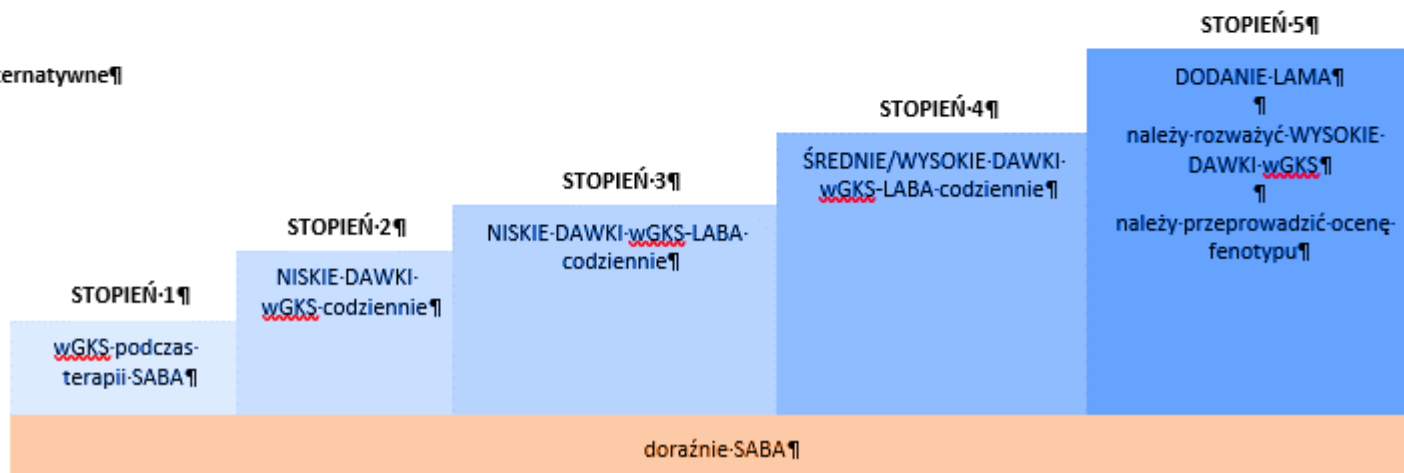 ernatywne¶
STOPIEŃ·1¶
wGKS·podczas·
terapii·SABA¶
STOPIEŃ·2¶
NISKIE·DAWKI·
wGKS·codziennie¶
STOPIEŃ·3¶
NISKIE·DAWKI·wGKS-LABA·
codziennie¶
STOPIEŃ·4¶
ŚREDNIE/WYSOKIE·DAWKI·
wGKS-LABA·codziennie¶
STOPIEŃ·5¶
DODANIE·LAMA¶
¶
należy·rozważyć·WYSOKIE·
DAWKI·wGKS¶
¶
należy·przeprowadzić·ocenę·
fenotypu¶
doraźnie·SABA¶